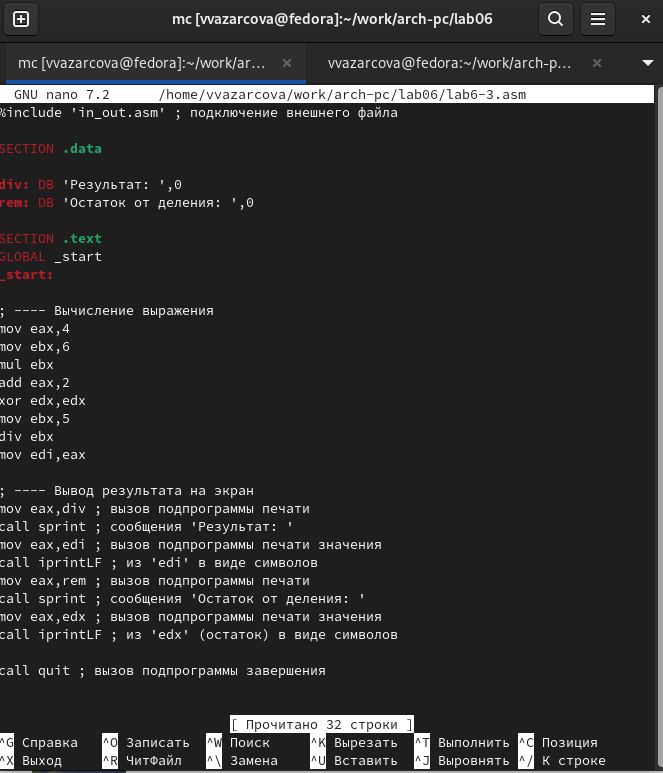 mc [vvazarcova@fedora]:~/work/arch-pc/lab06
mc [vvazarcova@fedora]:~/work/ar... ×
vvazarcova@fedora:~/work/arch-p... ×
GNU nano 7.2 /home/vvazarcova/work/arch-pc/lab06/lab6-3.asm
%include 'in_out.asm' ; подключение внешнего файла
SECTION .data
div: DB 'Результат: ',0
rem: DB 'Остаток от деления: ',0
SECTION .text
GLOBAL _start
_start:
; ---- Вычисление выражения
mov eax,4
mov ebx,6
mul ebx
add eax,2
xor edx,edx
mov ebx,5
div ebx
mov edi,eax
; ---- Вывод результата на экран
mov eax,div ; вызов подпрограммы печати
call sprint ; сообщения 'Результат: '
mov eax,edi ; вызов подпрограммы печати значения
call iprintLF ; из 'edi' в виде символов
mov eax,rem ; вызов подпрограммы печати
call sprint ; сообщения 'Остаток от деления: '
mov eax,edx ; вызов подпрограммы печати значения
call iprintLF ; из 'edx' (остаток) в виде символов
call quit ; вызов подпрограммы завершения
[ Прочитано 32 строки ]
^G Справка ^O Записать ^W Поиск ^K Вырезать ^T Выполнить ^C Позиция
^X Выход ^R ЧитФайл ^\ Замена ^U Вставить ^J Выровнять ^/ К строке